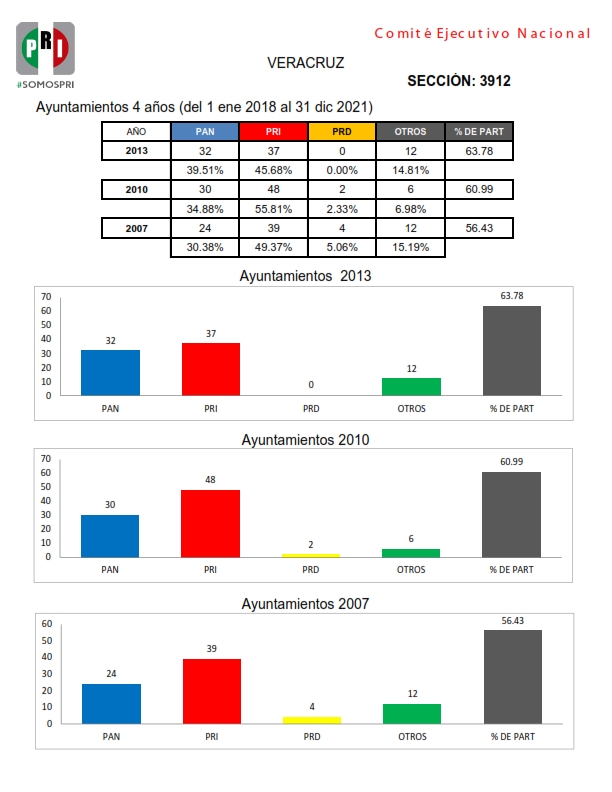 PRI
#SOMOSPRI
Comité Ejecutivo Nacional
VERACRUZ
SECCIÓN: 3912
Ayuntamientos 4 años (del 1 ene 2018 al 31 dic 2021)
AÑO PAN PRI PRD OTROS % DE PART
2013 32 37 0 12 63.78
39.51% 45.68% 0.00% 14.81%
2010 30 48 2 6 60.99
34.88% 55.81% 2.33% 6.98%
2007 24 39 4 12 56.43
30.38% 49.37% 5.06% 15.19%
Ayuntamientos 2013
70
60
50
40
30
20
10
0
32 37 0 12 63.78
PAN PRI PRD OTROS % DE PART
Ayuntamientos 2010
70
60
50
40
30
20
10
0
30 48 2 6 60.99
PAN PRI PRD OTROS % DE PART
Ayuntamientos 2007
60
50
40
30
20
10
0
24 39 4 12 56.43
PAN PRI PRD OTROS % DE PART